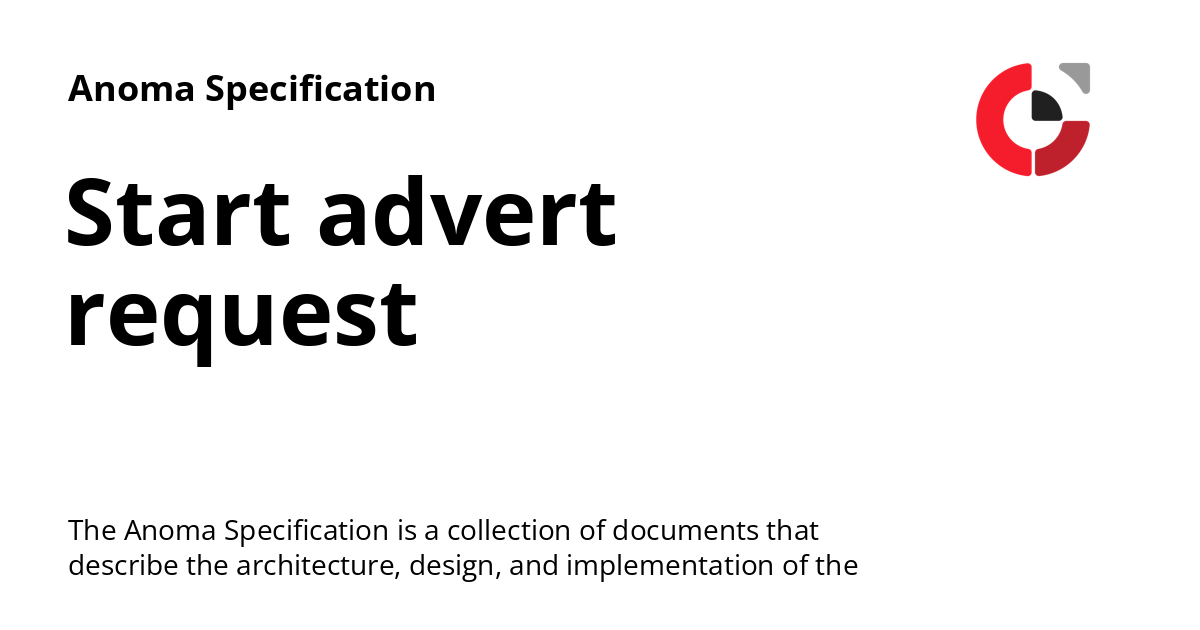 Anoma Specification
Start advert
request
The Anoma Specification is a collection of documents that
describe the architecture, design, and implementation of the